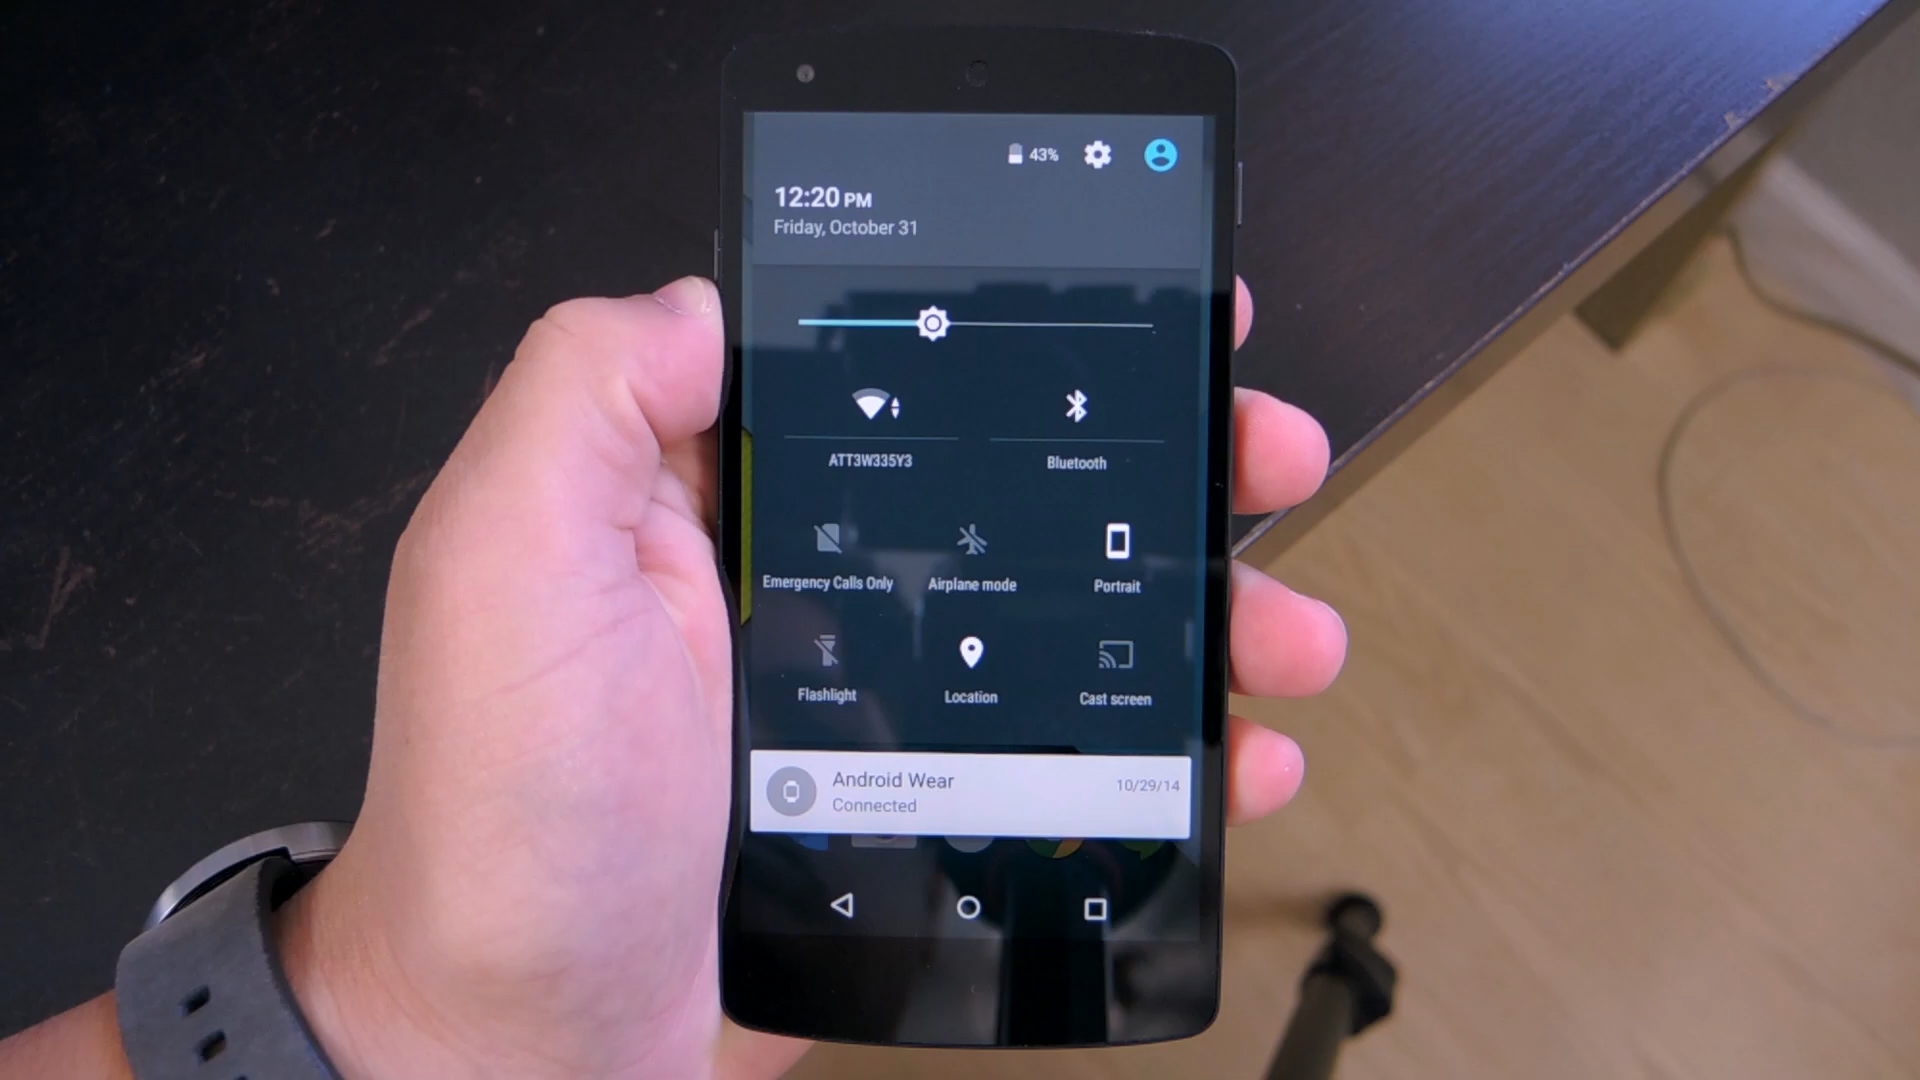 43%
12:20 PM
Friday, October 31
ATT3W335Y3
Bluetooth
Emergency Calls Only
Airplane mode
Portrait
Flashlight
Location
Cast screen
Android Wear
10/29/14
Connected